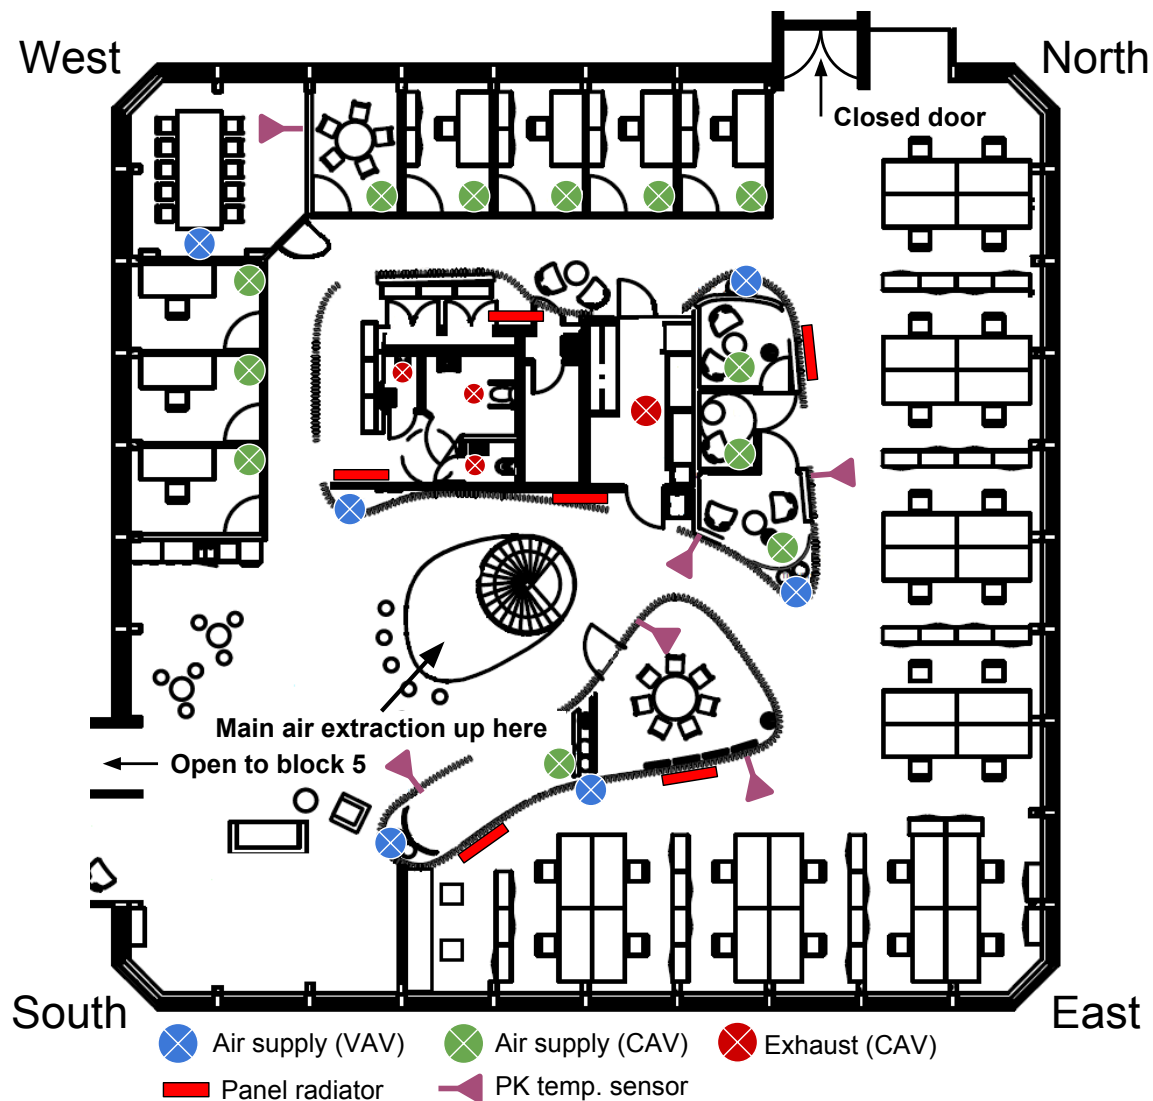 West
North
Closed door
Main air extraction up here
Open to block 5
South
East
Air supply (VAV)
Air supply (CAV)
Exhaust (CAV)
Panel radiator
PK temp. sensor